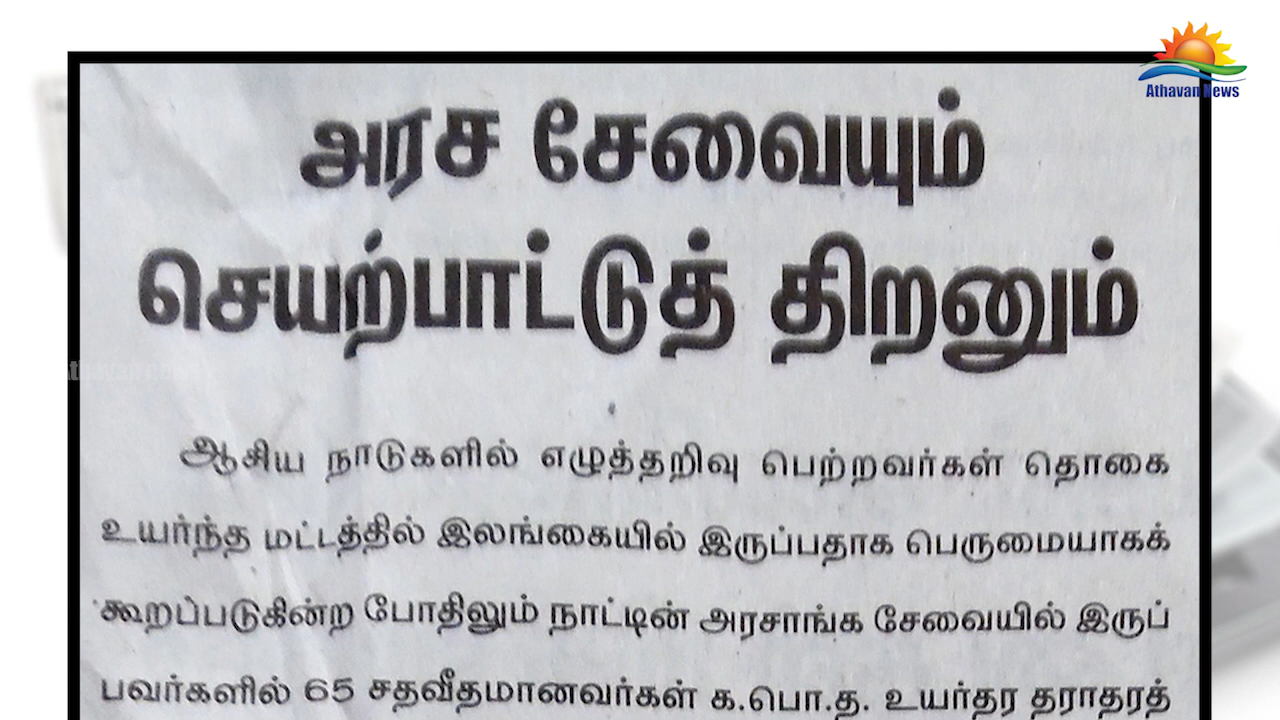 Athavan News
அரச சேவையும்
செயற்பாட்டுத் திறனும்
ஆசிய நாடுகளில் எழுத்தறிவு பெற்றவர்கள் தொகை
உயர்ந்த மட்டத்தில் இலங்கையில் இருப்பதாக பெருமையாகக்
கூறப்படுகின்ற போதிலும் நாட்டின் அரசாங்க சேவையில் இருப்
பவர்களில் 65 சதவீதமானவர்கள் க.பொ.த. உயர்தர தராதரத்